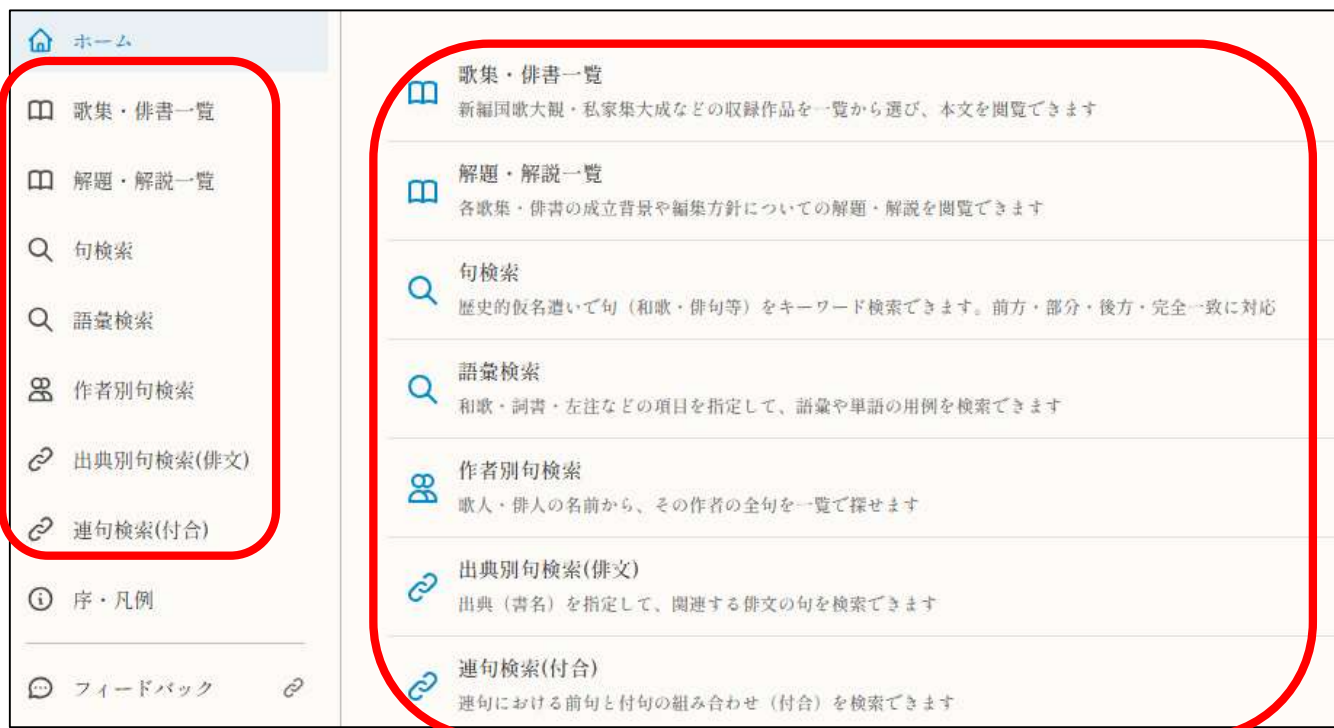 ホーム
歌集・俳書一覧
解題・解説一覧
句検索
語彙検索
作者別句検索
出典別句検索(俳文)
連句検索(付合)
序・凡例
フィードバック
歌集・俳書一覧
新編国歌大観・私家集大成などの収録作品を一覧から選び、本文を閲覧できます
解題・解説一覧
各歌集・俳書の成立背景や編集方針についての解題・解説を閲覧できます
句検索
歴史的仮名遣いで句（和歌・俳句等）をキーワード検索できます。前方・部分・後方・完全一致に対応
語彙検索
和歌・詞書・左注などの項目を指定して、語彙や単語の用例を検索できます
作者別句検索
歌人・俳人の名前から、その作者の全句を一覧で探せます
出典別句検索(俳文)
出典（書名）を指定して、関連する俳文の句を検索できます
連句検索(付合)
連句における前句と付句の組み合わせ（付合）を検索できます